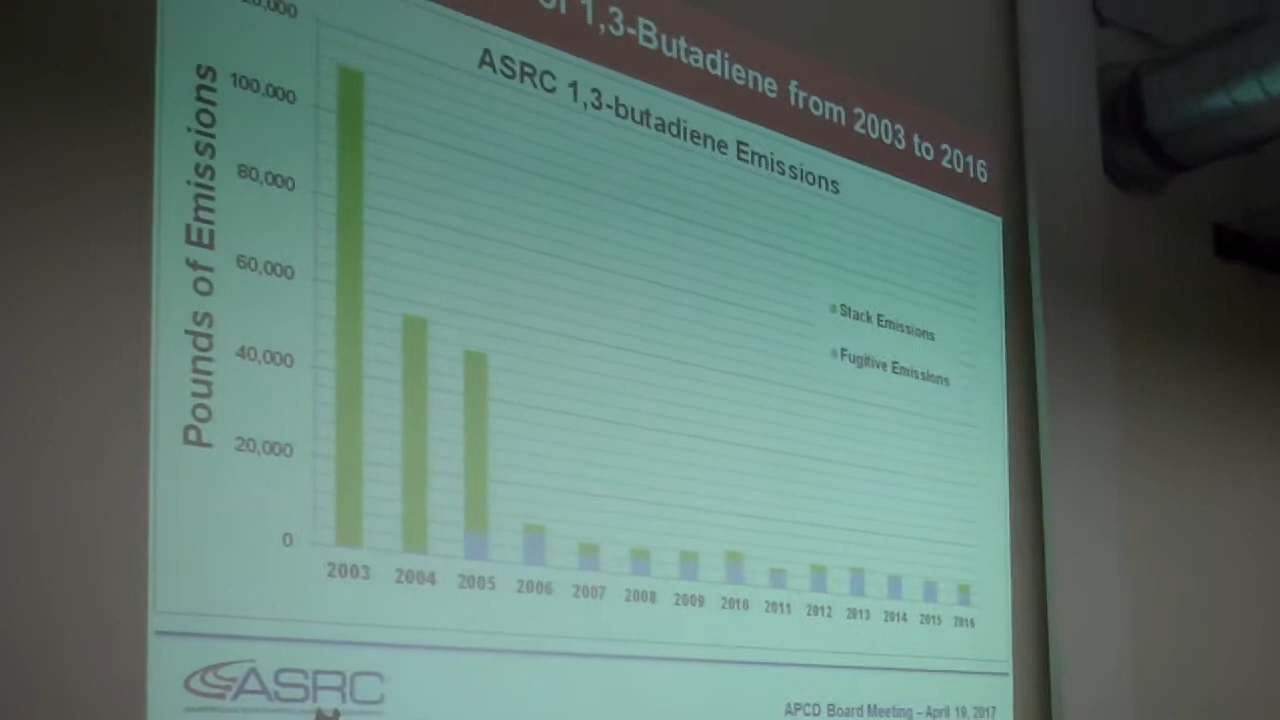 of 1,3-Butadiene from 2003 to 2016
ASRC 1,3-butadiene Emissions
Pounds of Emissions
100,000
80,000
60,000
40,000
20,000
0
Stack Emissions
Fugitive Emissions
2003 2004 2005 2006 2007 2008 2009 2010 2011 2012 2013 2014 2015 2016
ASRC
APCD Board Meeting – April 19, 2017